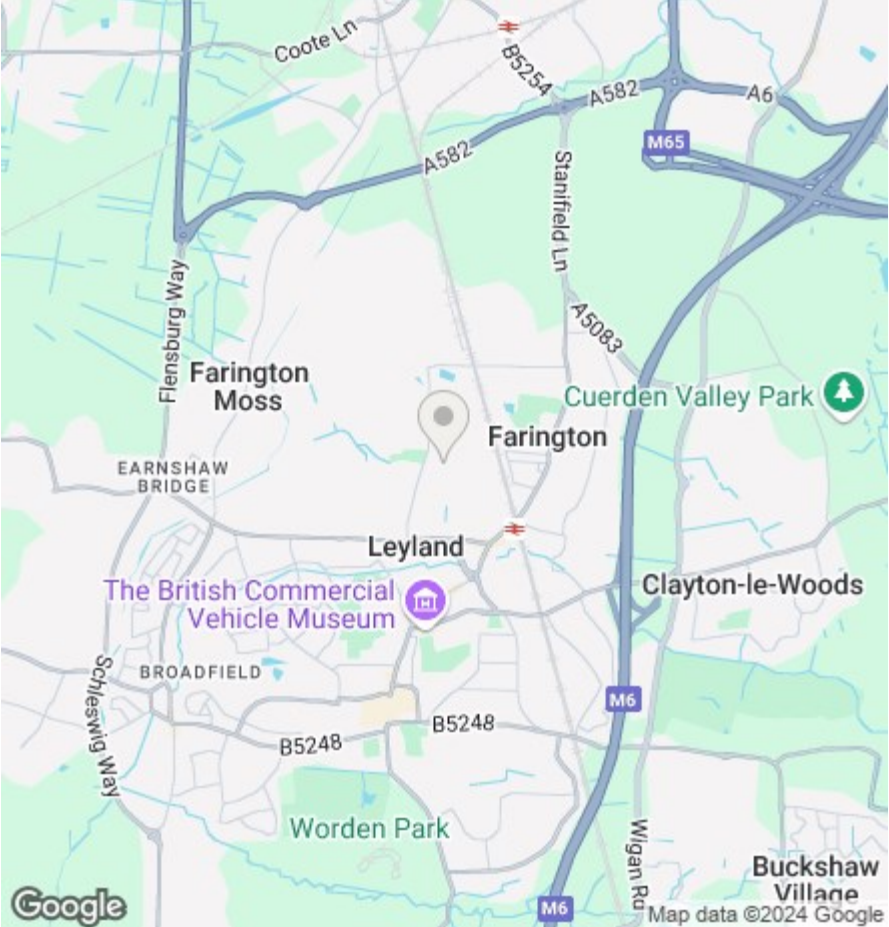 Coote Ln
B5254
A582
A6
M65
A582
Stanifield Ln
Flensburg Way
A5083
Farington
Moss
Cuerden Valley Park
Farington
EARNSHAW
BRIDGE
Leyland
The British Commercial
Vehicle Museum
Clayton-le-Woods
BROADFIELD
Schleswig Way
M6
B5248
B5248
Worden Park
Wigan Rd
Buckshaw
Village
M6
Google
Map data ©2024 Google